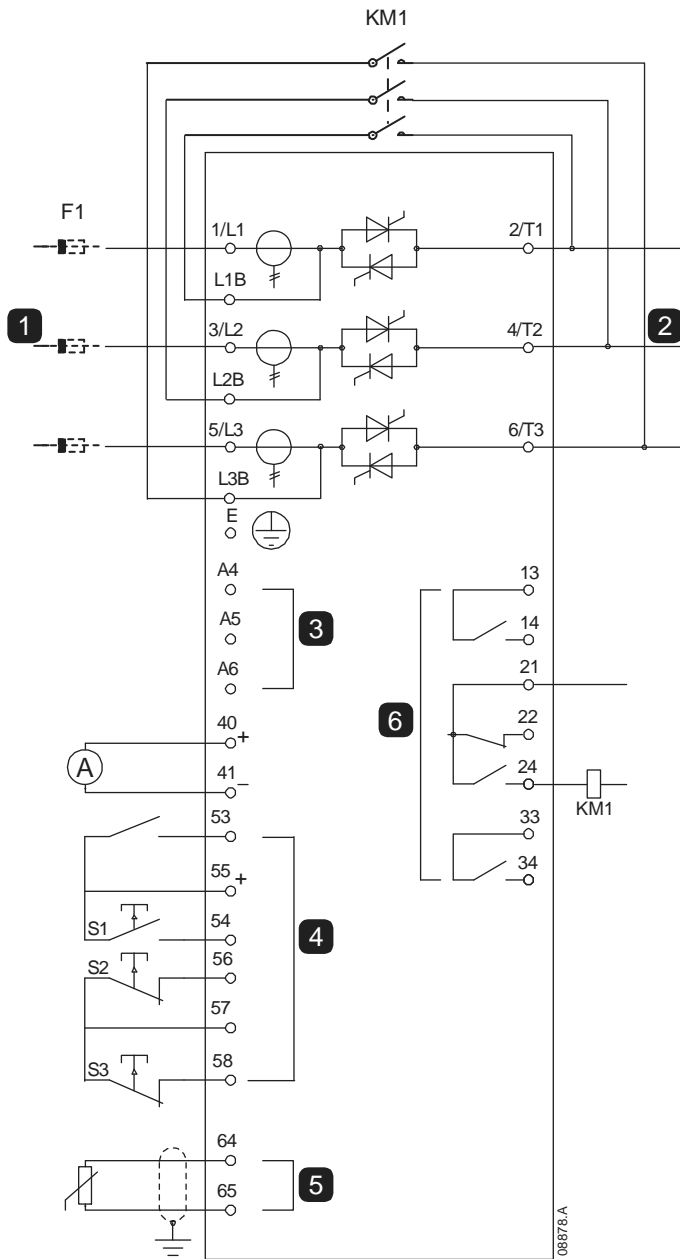 KM1
F1
1/L1
2/T1
L1B
1
3/L2
4/T2
2
L2B
5/L3
6/T3
L3B
E
A4
A5
A6
3
13
14
21
22
24
KM1
33
34
6
40 +
A
41 −
53
55 +
S1
54
S2
56
57
S3
58
4
64
65
5
08878.A